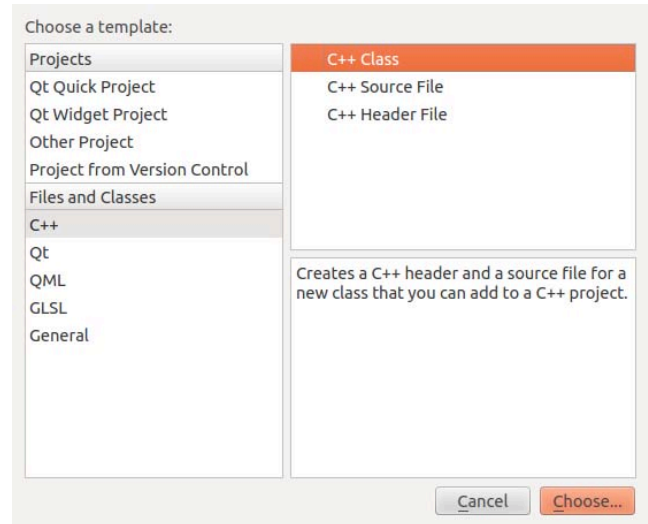 Choose a template:
Projects
Qt Quick Project
Qt Widget Project
Other Project
Project from Version Control
Files and Classes
C++
Qt
QML
GLSL
General
C++ Class
C++ Source File
C++ Header File
Creates a C++ header and a source file for a
new class that you can add to a C++ project.
Cancel
Choose...